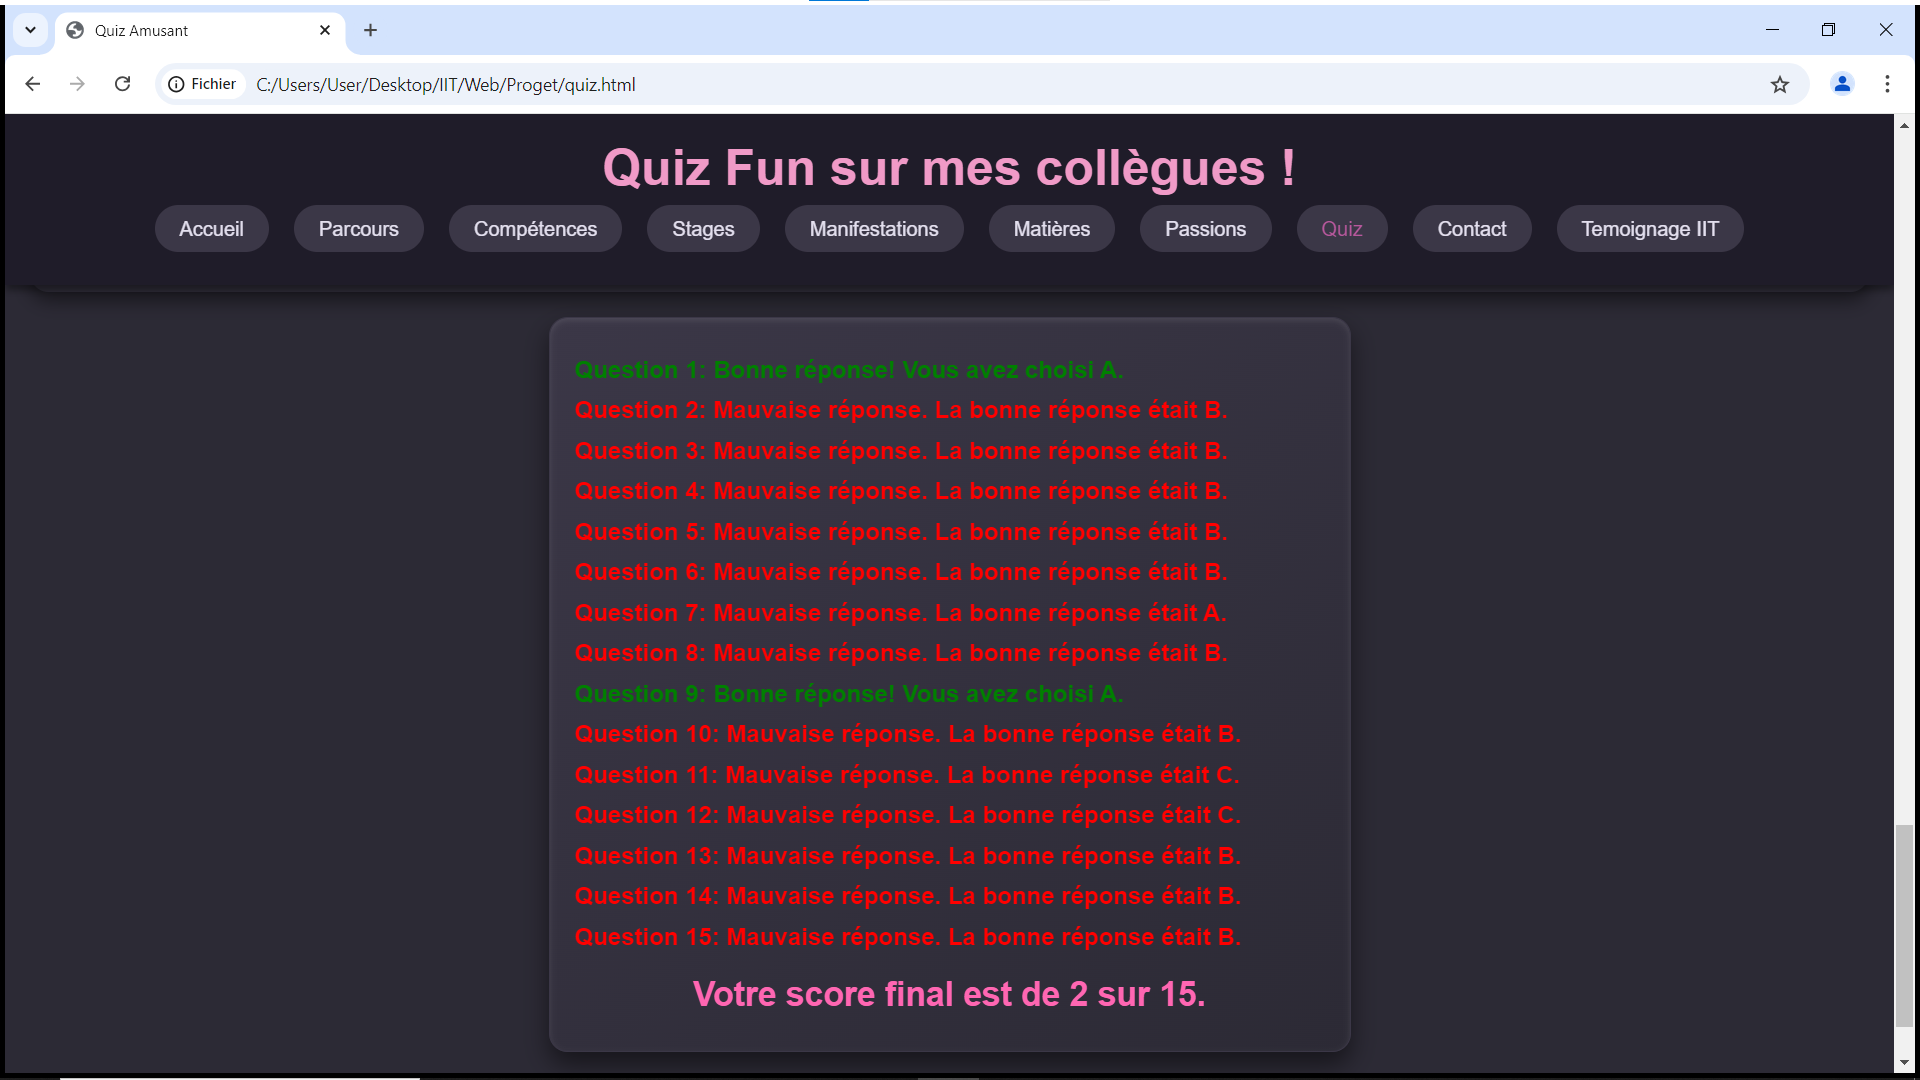 Quiz Amusant
Fichier C:/Users/User/Desktop/IIT/Web/Proget/quiz.html
Quiz Fun sur mes collègues !
Accueil Parcours Compétences Stages Manifestations Matières Passions Quiz Contact Temoignage IIT
Question 1: Bonne réponse! Vous avez choisi A.
Question 2: Mauvaise réponse. La bonne réponse était B.
Question 3: Mauvaise réponse. La bonne réponse était B.
Question 4: Mauvaise réponse. La bonne réponse était B.
Question 5: Mauvaise réponse. La bonne réponse était B.
Question 6: Mauvaise réponse. La bonne réponse était B.
Question 7: Mauvaise réponse. La bonne réponse était A.
Question 8: Mauvaise réponse. La bonne réponse était B.
Question 9: Bonne réponse! Vous avez choisi A.
Question 10: Mauvaise réponse. La bonne réponse était B.
Question 11: Mauvaise réponse. La bonne réponse était C.
Question 12: Mauvaise réponse. La bonne réponse était C.
Question 13: Mauvaise réponse. La bonne réponse était B.
Question 14: Mauvaise réponse. La bonne réponse était B.
Question 15: Mauvaise réponse. La bonne réponse était B.
Votre score final est de 2 sur 15.